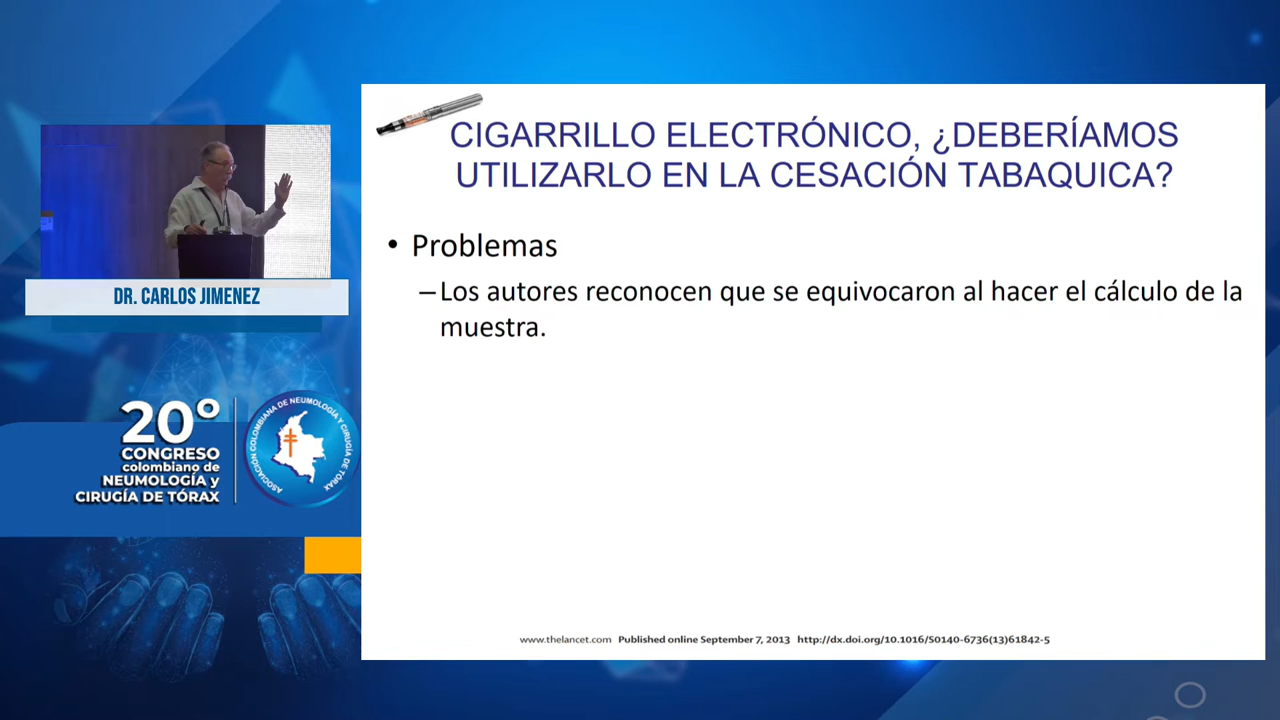 CIGARRILLO ELECTRÓNICO, ¿DEBERÍAMOS
UTILIZARLO EN LA CESACIÓN TABAQUICA?
• Problemas
–Los autores reconocen que se equivocaron al hacer el cálculo de la
muestra.
www.thelancet.com Published online September 7, 2013 http://dx.doi.org/10.1016/S0140-6736(13)61842-5
DR. CARLOS JIMENEZ
20º
CONGRESO
colombiano de
NEUMOLOGÍA y
CIRUGÍA DE TÓRAX
ASOCIACIÓN COLOMBIANA DE NEUMOLOGÍA Y CIRUGÍA DE TÓRAX